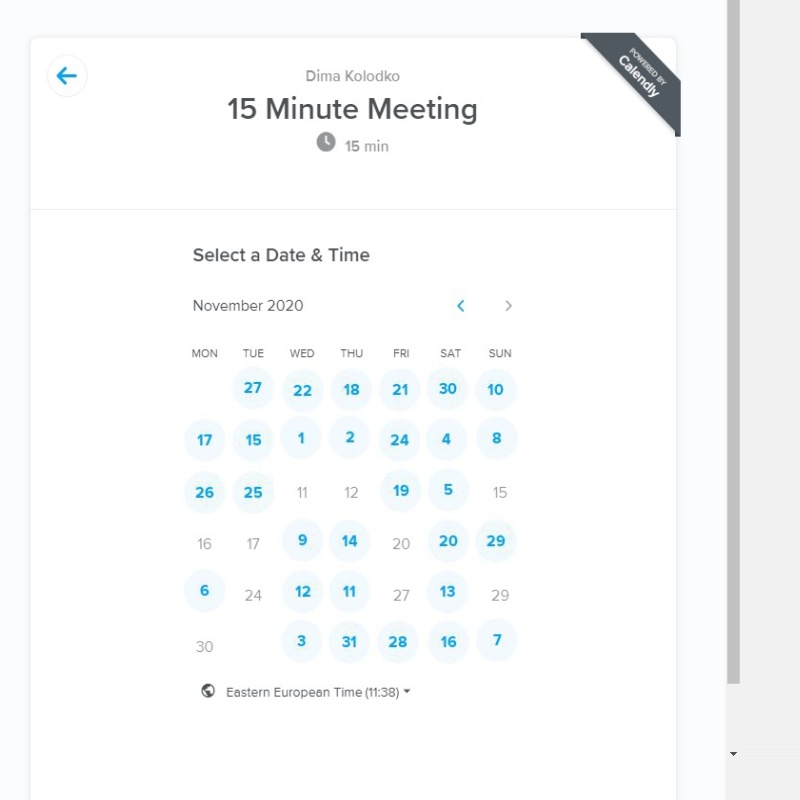 Dima Kolodko
15 Minute Meeting
15 min
POWERED BY
Calendly
Select a Date & Time
November 2020
MON TUE WED THU FRI SAT SUN
27 22 18 21 30 10
17 15 1 2 24 4 8
26 25 11 12 19 5 15
16 17 9 14 20 20 29
6 24 12 11 27 13 29
30 3 31 28 16 7
Eastern European Time (11:38)